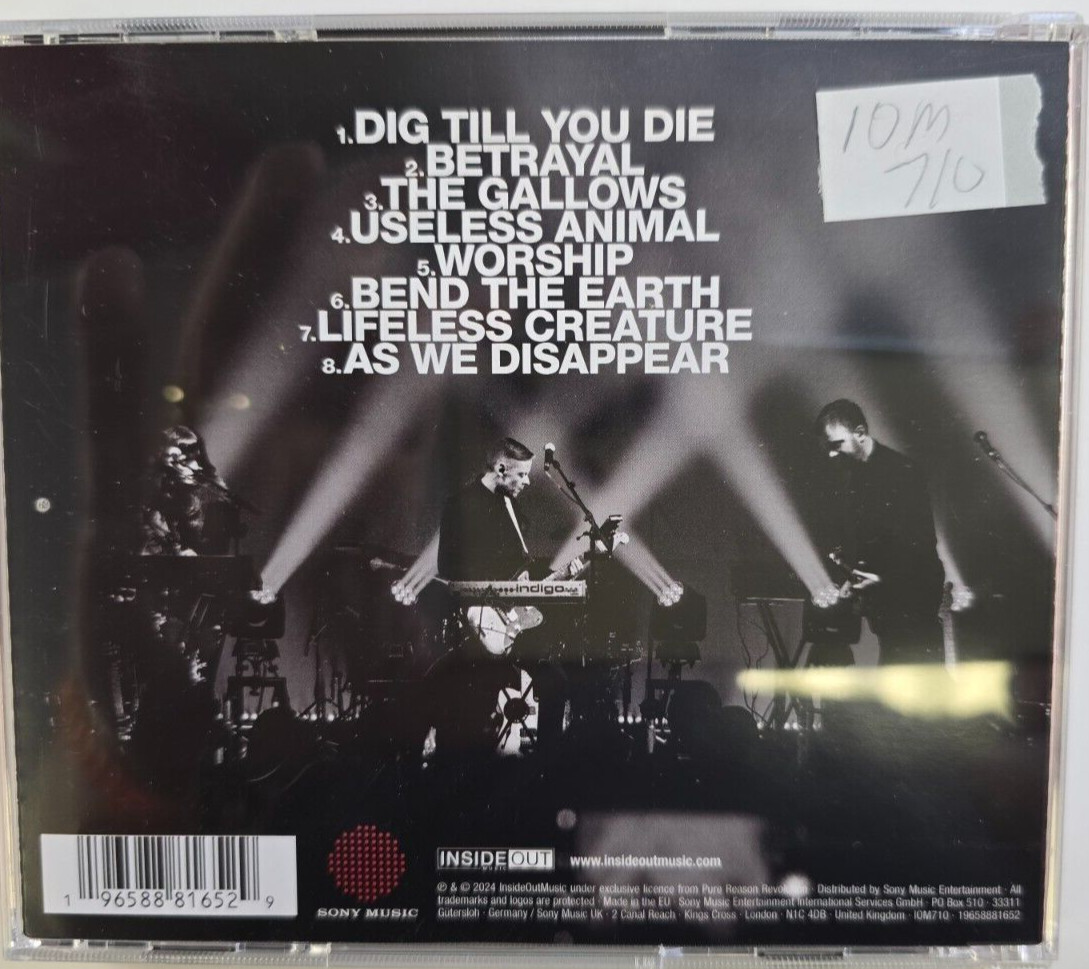 1.DIG TILL YOU DIE
2.BETRAYAL
3.THE GALLOWS
4.USELESS ANIMAL
5.WORSHIP
6.BEND THE EARTH
7.LIFELESS CREATURE
8.AS WE DISAPPEAR
IOM
710
indigo
INSIDEOUT
MUSIC
www.insideoutmusic.com
SONY MUSIC
1 96588 81652 9
℗ & © 2024 InsideOutMusic under exclusive licence from Pure Reason Revolution · Distributed by Sony Music Entertainment · All
trademarks and logos are protected · Made in the EU · Sony Music Entertainment International Services GmbH · PO Box 510 · 33311
Gütersloh · Germany / Sony Music UK · 2 Canal Reach · Kings Cross · London · N1C 4DB · United Kingdom · IOM710 · 19658881652